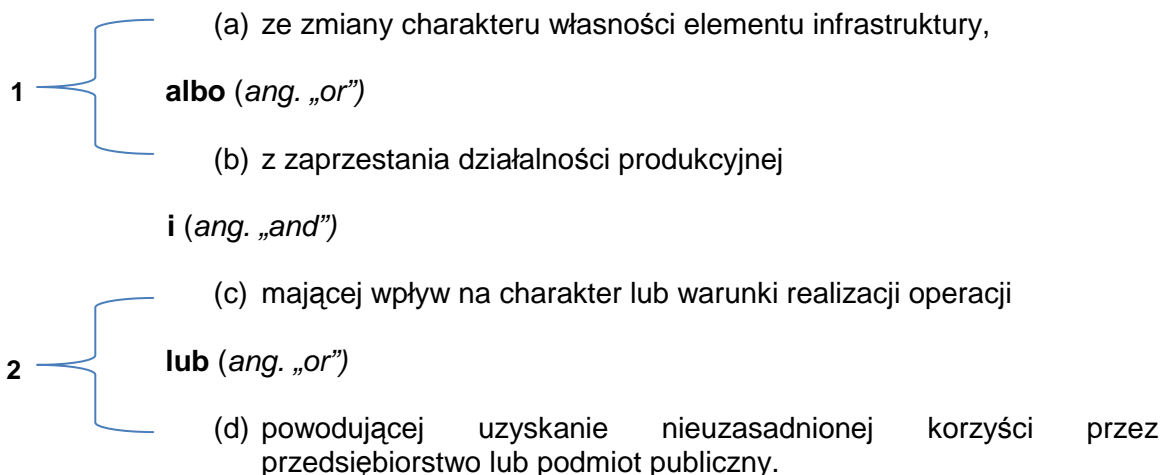 (a) ze zmiany charakteru własności elementu infrastruktury,
1 albo (ang. „or”)
(b) z zaprzestania działalności produkcyjnej
i (ang. „and”)
(c) mającej wpływ na charakter lub warunki realizacji operacji
2 lub (ang. „or”)
(d) powodującej uzyskanie nieuzasadnionej korzyści przez
przedsiębiorstwo lub podmiot publiczny.